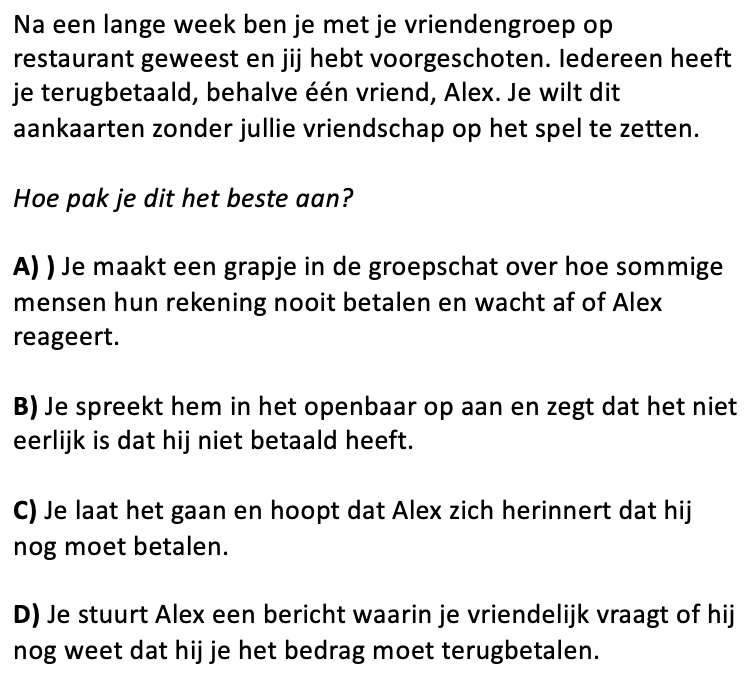 Na een lange week ben je met je vriendengroep op
restaurant geweest en jij hebt voorgeschoten. Iedereen heeft
je terugbetaald, behalve één vriend, Alex. Je wilt dit
aankaarten zonder jullie vriendschap op het spel te zetten.
Hoe pak je dit het beste aan?
A) ) Je maakt een grapje in de groepschat over hoe sommige
mensen hun rekening nooit betalen en wacht af of Alex
reageert.
B) Je spreekt hem in het openbaar op aan en zegt dat het niet
eerlijk is dat hij niet betaald heeft.
C) Je laat het gaan en hoopt dat Alex zich herinnert dat hij
nog moet betalen.
D) Je stuurt Alex een bericht waarin je vriendelijk vraagt of hij
nog weet dat hij je het bedrag moet terugbetalen.